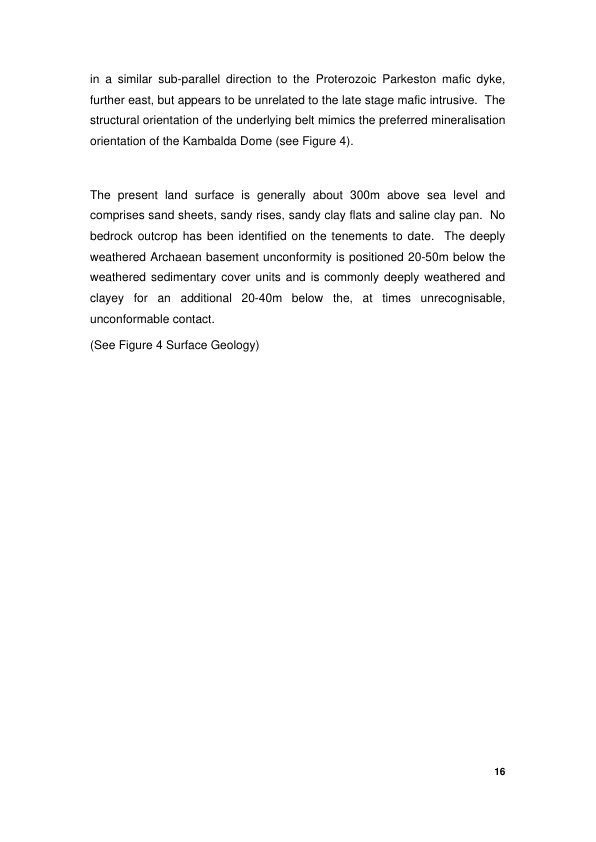 in a similar sub-parallel direction to the Proterozoic Parkeston mafic dyke,
further east, but appears to be unrelated to the late stage mafic intrusive.  The
structural orientation of the underlying belt mimics the preferred mineralisation
orientation of the Kambalda Dome (see Figure 4).
The present land surface is generally about 300m above sea level and
comprises sand sheets, sandy rises, sandy clay flats and saline clay pan.  No
bedrock outcrop has been identified on the tenements to date.  The deeply
weathered Archaean basement unconformity is positioned 20-50m below the
weathered sedimentary cover units and is commonly deeply weathered and
clayey for an additional 20-40m below the, at times unrecognisable,
unconformable contact.
(See Figure 4 Surface Geology)
16